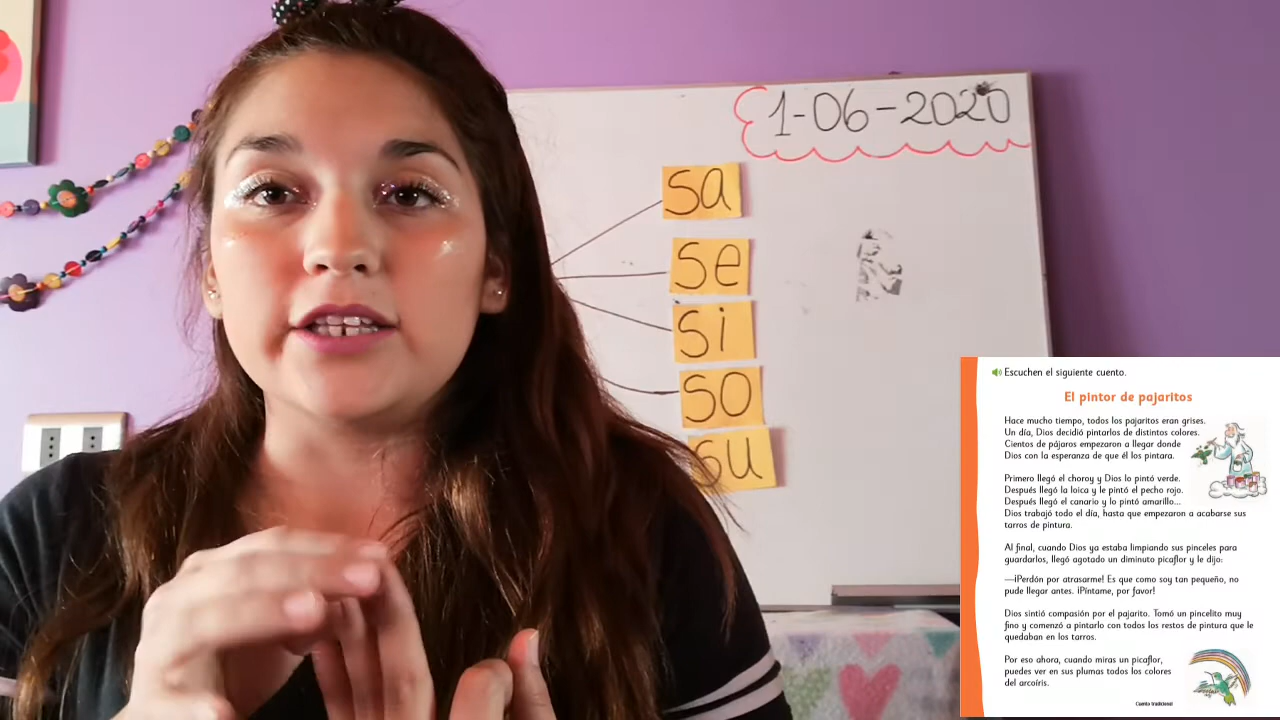 1-06-2020
sa
se
si
so
su
Escuchen el siguiente cuento.
El pintor de pajaritos
Hace mucho tiempo, todos los pajaritos eran grises.
Un día, Dios decidió pintarlos de distintos colores.
Cientos de pájaros empezaron a llegar donde
Dios con la esperanza de que él los pintara.
Primero llegó el choroy y Dios lo pintó verde.
Después llegó la loica y le pintó el pecho rojo.
Después llegó el canario y lo pintó amarillo...
Dios trabajó todo el día, hasta que empezaron a acabarse sus
tarros de pintura.
Al final, cuando Dios ya estaba limpiando sus pinceles para
guardarlos, llegó agotado un diminuto picaflor y le dijo:
—¡Perdón por atrasarme! Es que como soy tan pequeño, no
pude llegar antes. ¡Píntame, por favor!
Dios sintió compasión por el pajarito. Tomó un pincelito muy
fino y comenzó a pintarlo con todos los restos de pintura que le
quedaban en los tarros.
Por eso ahora, cuando miras un picaflor,
puedes ver en sus plumas todos los colores
del arcoíris.
Cuento tradicional